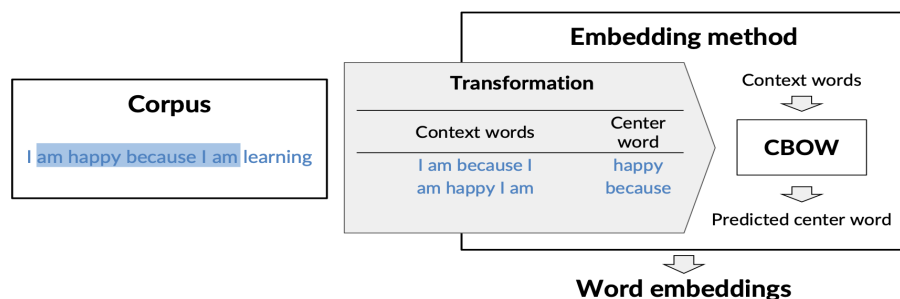 Embedding method
Corpus
I am happy because I am learning
Transformation
Context words
Center
word
I am because I
happy
am happy I am
because
Context words
CBOW
Predicted center word
Word embeddings